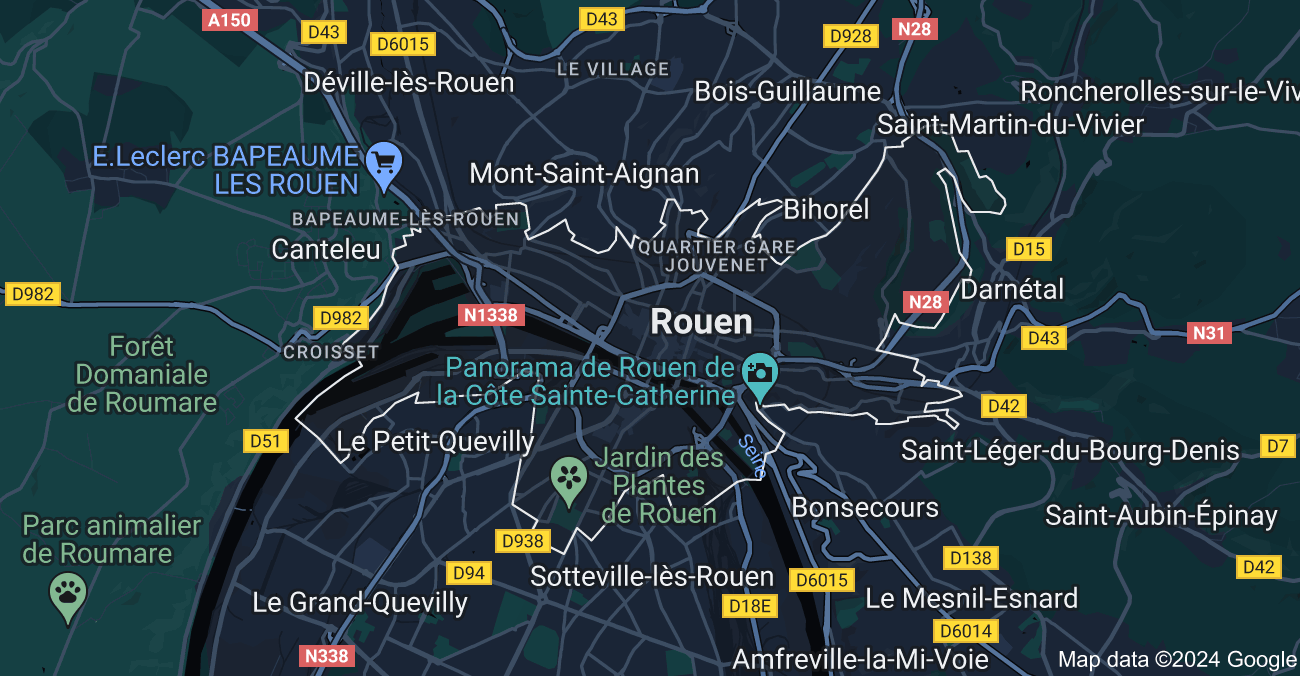 A150
D43
D43
D6015
D928
N28
LE VILLAGE
Déville-lès-Rouen
Bois-Guillaume
Roncherolles-sur-le-Viv
Saint-Martin-du-Vivier
E.Leclerc BAPEAUME
LES ROUEN
Mont-Saint-Aignan
BAPEAUME-LÈS-ROUEN
Bihorel
Canteleu
QUARTIER GARE
JOUVENET
D15
D982
Darnétal
N28
D982
N1338
Rouen
N31
D43
CROISSET
Forêt
Domaniale
de Roumare
Panorama de Rouen de
la Côte Sainte-Catherine
D42
D51
Le Petit-Quevilly
Seine
Saint-Léger-du-Bourg-Denis
D7
Jardin des
Plantes
de Rouen
Bonsecours
Saint-Aubin-Épinay
Parc animalier
de Roumare
D938
D138
D42
D94
Sotteville-lès-Rouen
D6015
Le Grand-Quevilly
D18E
Le Mesnil-Esnard
D6014
N338
Amfreville-la-Mi-Voie
Map data ©2024 Google